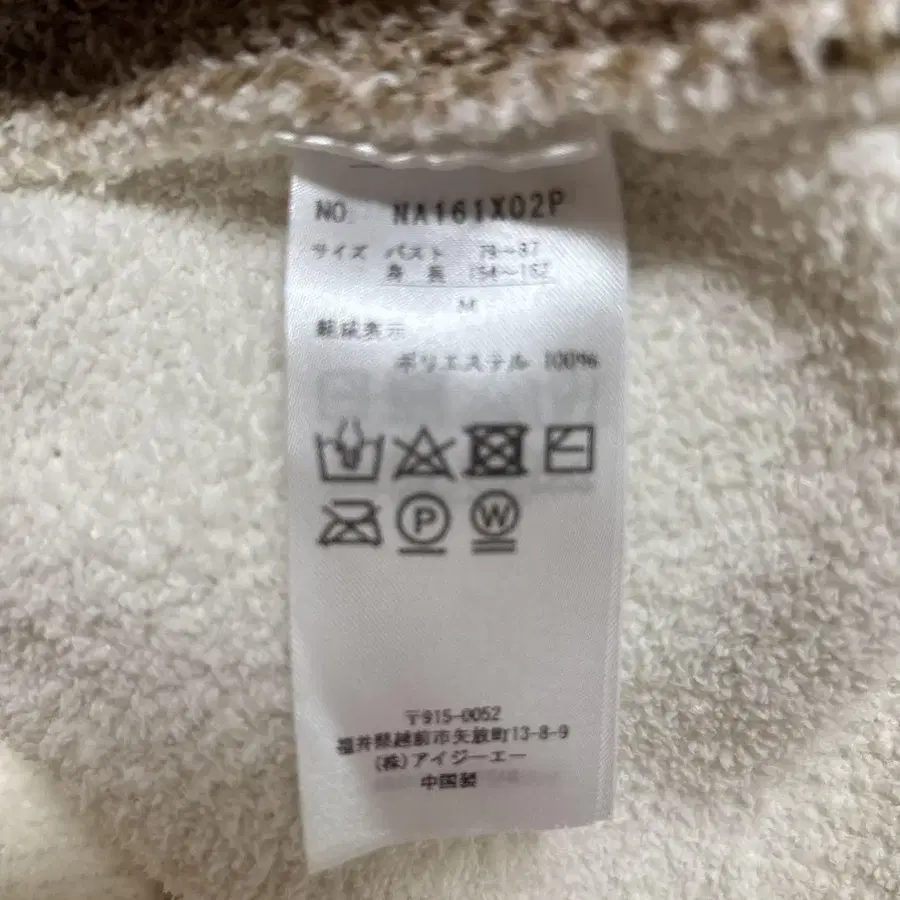 NO. NA161X02P
サイズ バスト 79~87
身長 154~162
M
組成表示
ポリエステル 100%
P W
〒915-0052
福井県越前市矢放町13-8-9
(株)アイジーエー
中国製